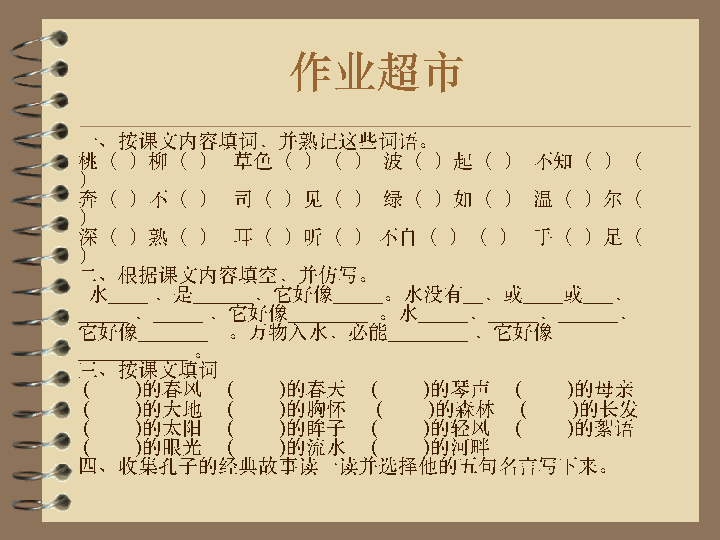 作业超市
一、按课文内容填词，并熟记这些词语。
桃（ ）柳（ ） 草色（ ）（ ） 波（ ）起（ ） 不知（ ）（
）
奔（ ）不（ ） 司（ ）见（ ） 绿（ ）如（ ） 温（ ）尔（
）
深（ ）熟（ ） 耳（ ）听（ ） 不自（ ）（ ） 手（ ）足（
）
二、根据课文内容填空，并仿写。
水____，是______，它好像_____。水没有__，或____或___，
_____，_____，它好像________ 。水_____，_____，______，
它好像_______ 。万物入水，必能________，它好像
___________。
三、按课文填词
( )的春风 ( )的春天 ( )的琴声 ( )的母亲
( )的大地 ( )的胸怀 ( )的森林 ( )的长发
( )的太阳 ( )的眸子 ( )的轻风 ( )的絮语
( )的眼光 ( )的流水 ( )的河畔
四、收集孔子的经典故事读一读并选择他的五句名言写下来。